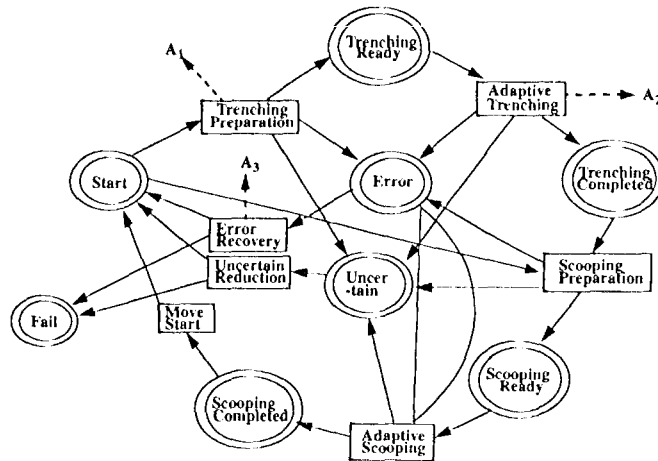 Trenching
Ready
A1
Trenching
Preparation
Adaptive
Trenching
A2
A3
Start
Error
Trenching
Completed
Error
Recovery
Uncertain
Reduction
Uncer
-tain
Scooping
Preparation
Fail
Move
Start
Scooping
Completed
Adaptive
Scooping
Scooping
Ready